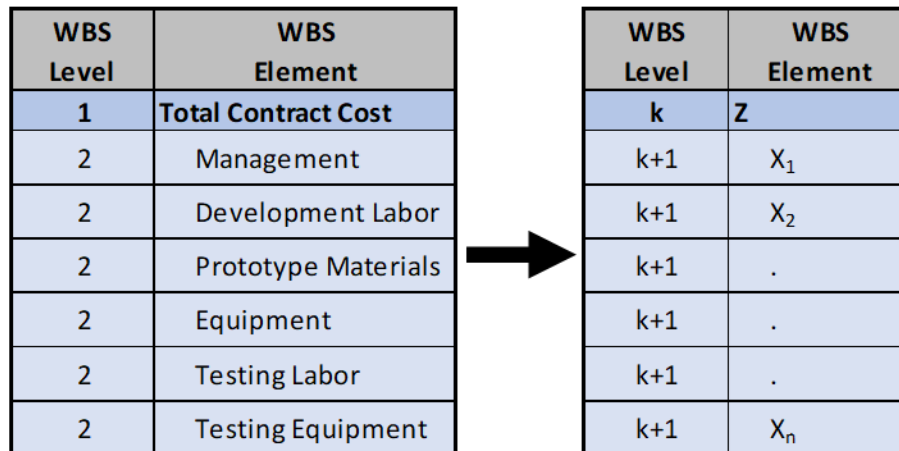 WBS Level WBS Element
1 Total Contract Cost
2 Management
2 Development Labor
2 Prototype Materials
2 Equipment
2 Testing Labor
2 Testing Equipment
WBS Level WBS Element
k Z
k+1 X₁
k+1 X₂
k+1 .
k+1 .
k+1 .
k+1 Xₙ